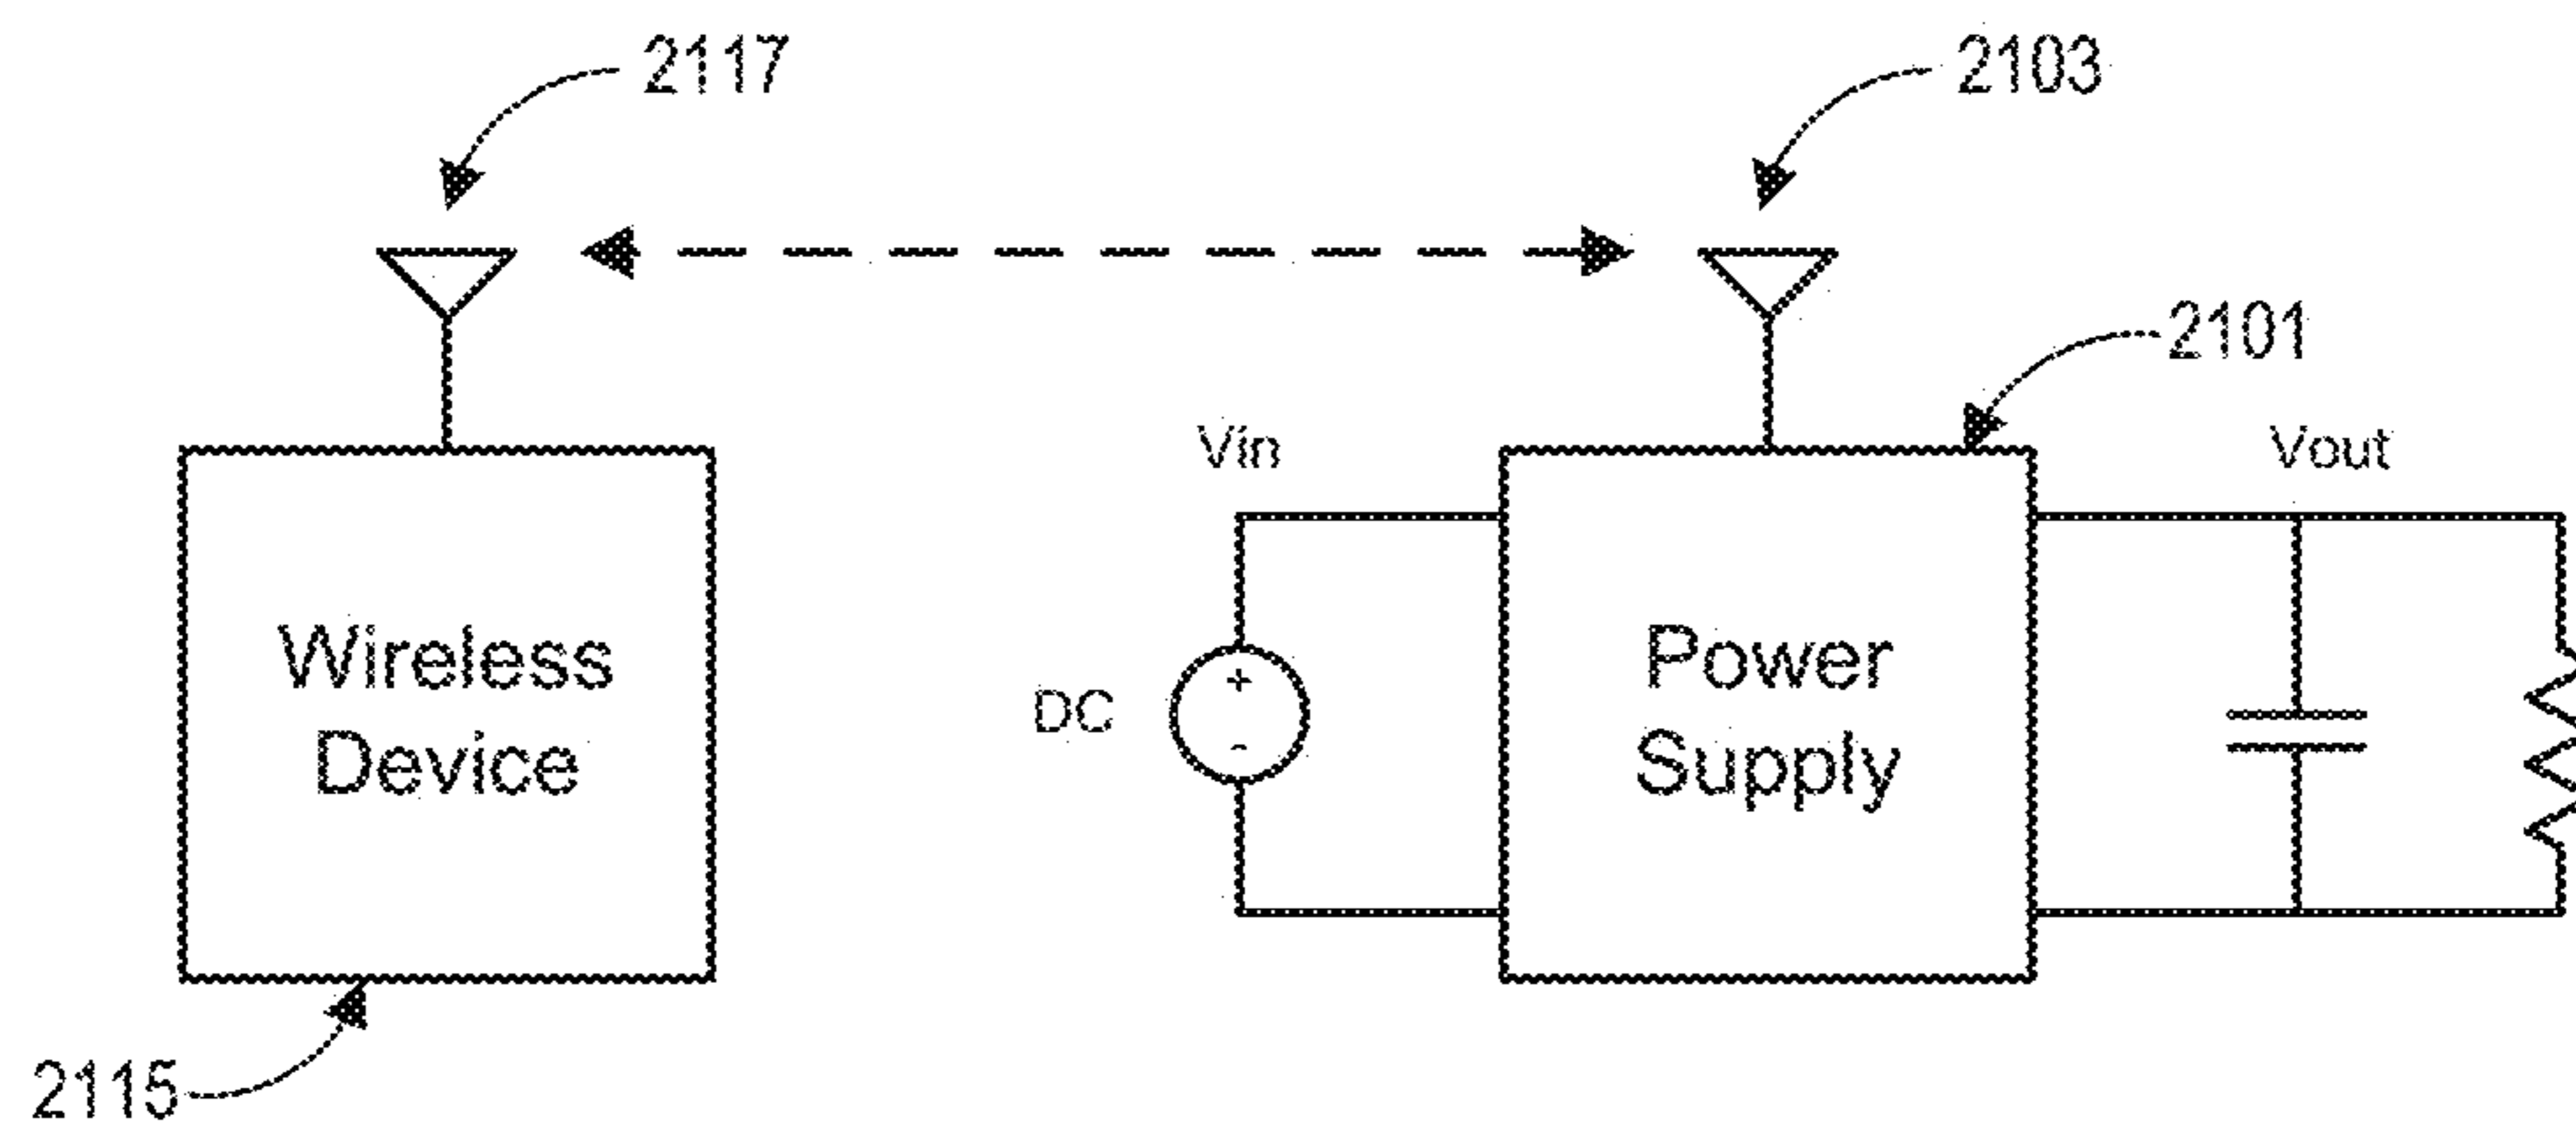 2117
2103
2101
Vin
Vout
Wireless
Device
DC
+
-
Power
Supply
2115